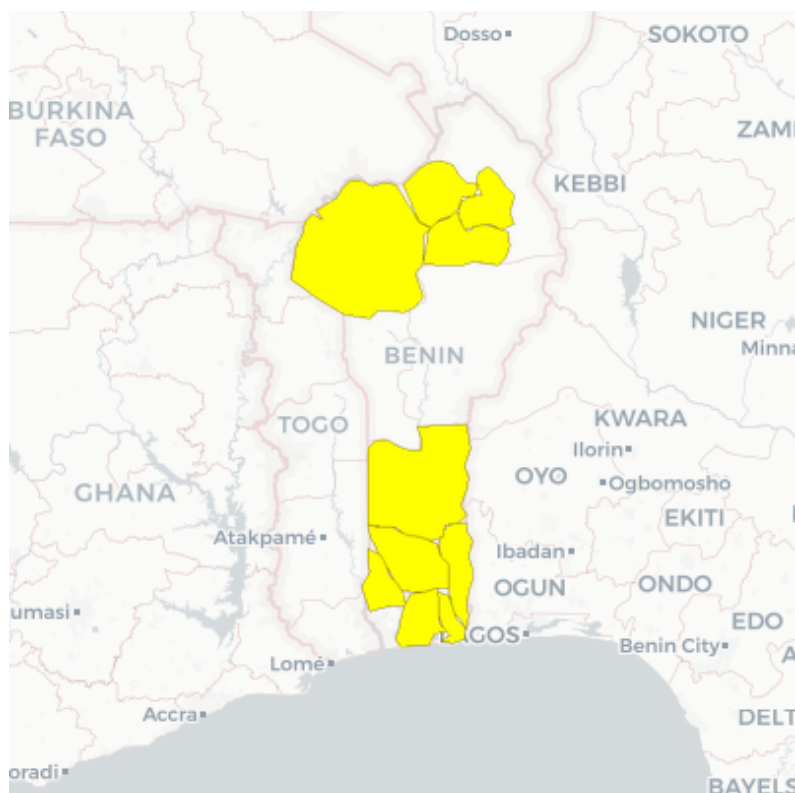 Dosso
SOKOTO
BURKINA
FASO
ZAM
KEBBI
NIGER
Minna
BENIN
TOGO
KWARA
Ilorin
OYO
Ogbomosho
GHANA
EKITI
Atakpamé
Ibadan
OGUN
ONDO
umasi
EDO
LAGOS
Benin City
A
Lomé
Accra
DELT
oradi
BAYELS